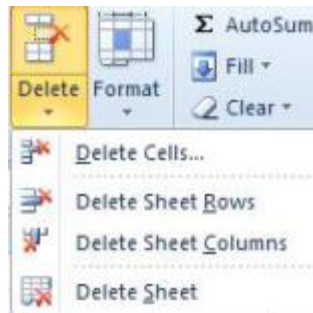 Σ AutoSum
Fill
Delete Format
Clear
Delete Cells...
Delete Sheet Rows
Delete Sheet Columns
Delete Sheet